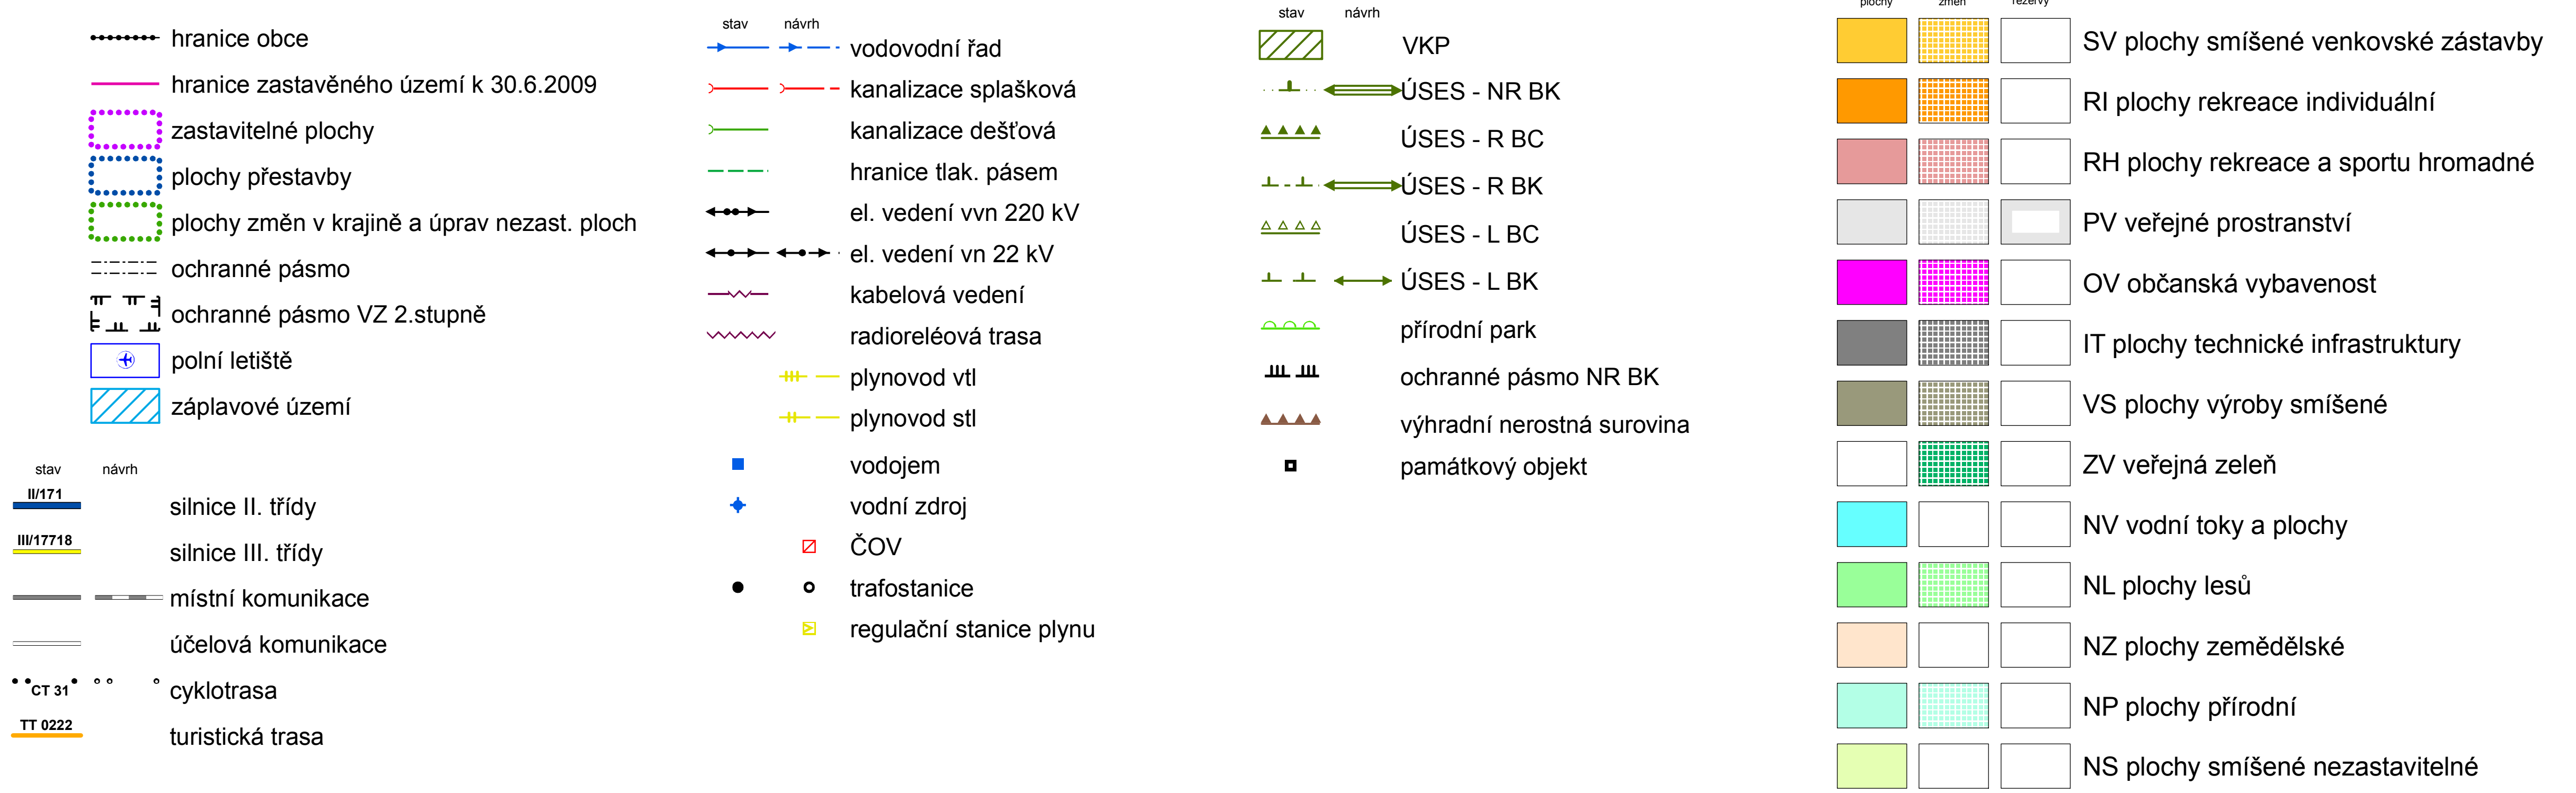 hranice obce
hranice zastavěného území k 30.6.2009
zastavitelné plochy
plochy přestavby
plochy změn v krajině a úprav nezast. ploch
ochranné pásmo
ochranné pásmo VZ 2.stupně
polní letiště
záplavové území
stav návrh
II/171
silnice II. třídy
III/17718
silnice III. třídy
místní komunikace
účelová komunikace
CT 31 cyklotrasa
TT 0222
turistická trasa
stav návrh
vodovodní řad
kanalizace splašková
kanalizace dešťová
hranice tlak. pásem
el. vedení vvn 220 kV
el. vedení vn 22 kV
kabelová vedení
radioreléová trasa
plynovod vtl
plynovod stl
vodojem
vodní zdroj
ČOV
trafostanice
regulační stanice plynu
stav návrh
VKP
ÚSES - NR BK
ÚSES - R BC
ÚSES - R BK
ÚSES - L BC
ÚSES - L BK
přírodní park
ochranné pásmo NR BK
výhradní nerostná surovina
památkový objekt
plochy změn rezervy
SV plochy smíšené venkovské zástavby
RI plochy rekreace individuální
RH plochy rekreace a sportu hromadné
PV veřejné prostranství
OV občanská vybavenost
IT plochy technické infrastruktury
VS plochy výroby smíšené
ZV veřejná zeleň
NV vodní toky a plochy
NL plochy lesů
NZ plochy zemědělské
NP plochy přírodní
NS plochy smíšené nezastavitelné